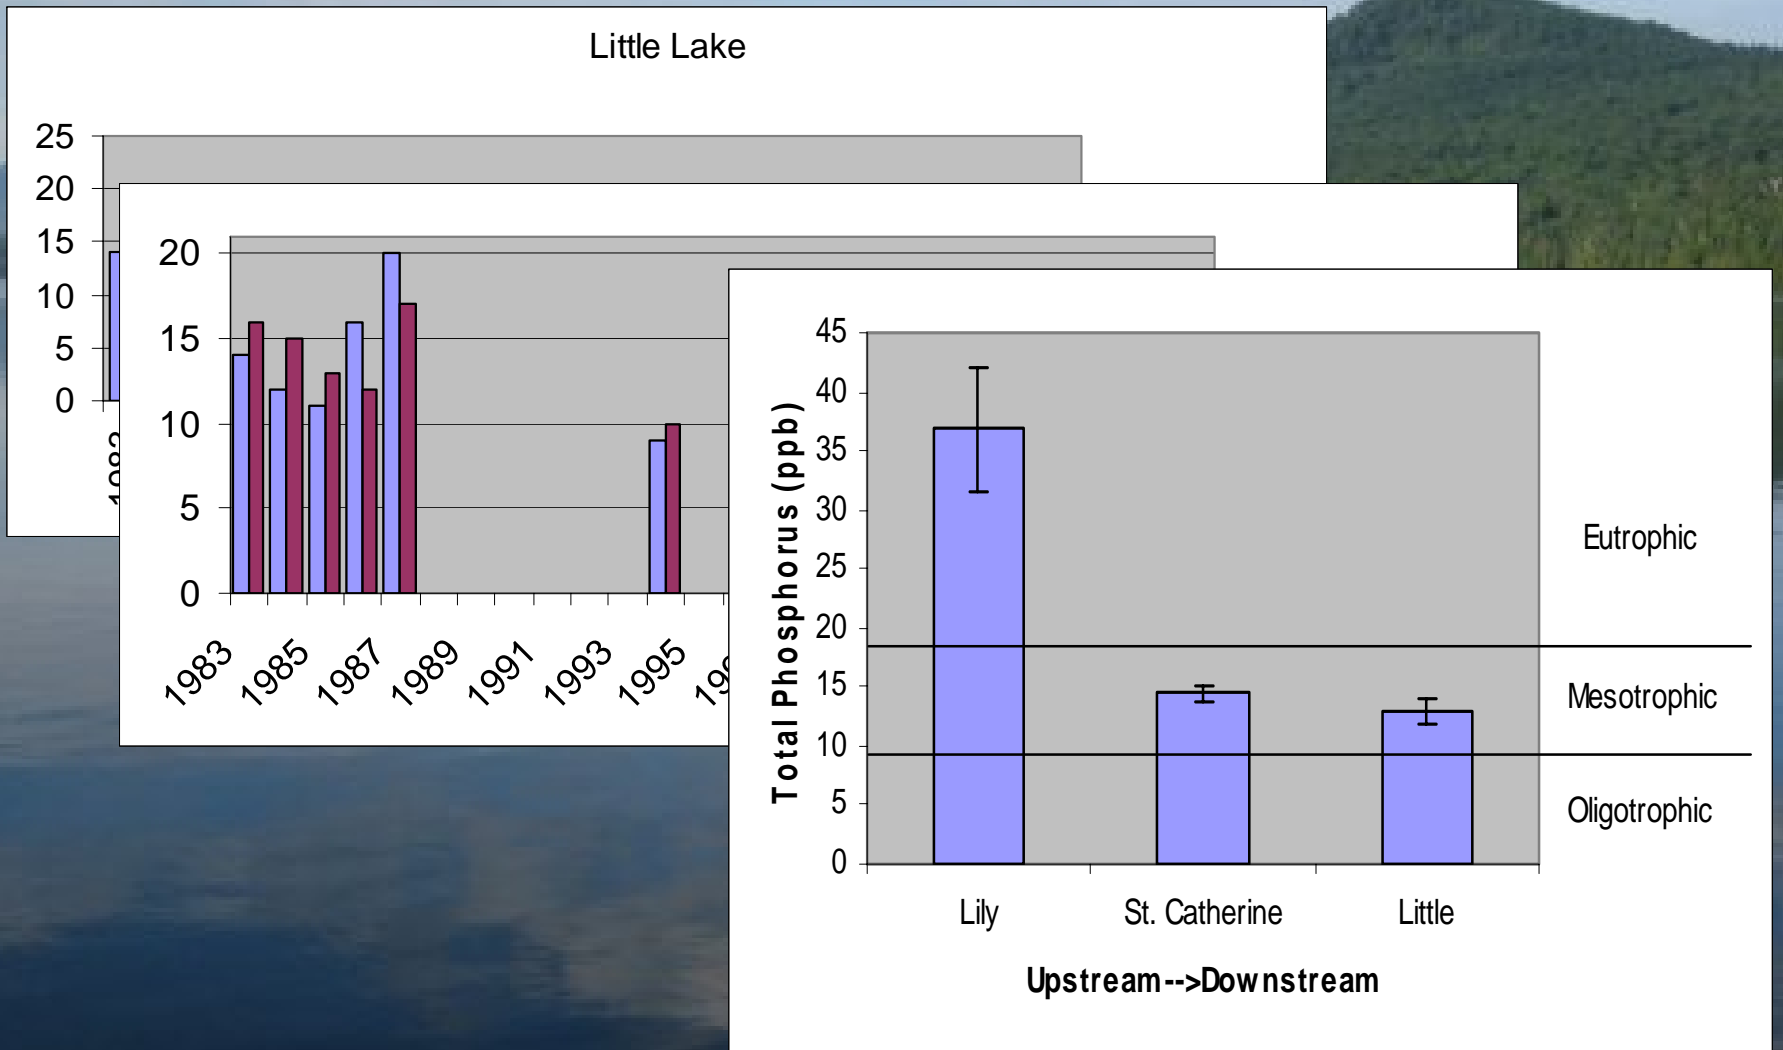 Little Lake
25
20
15
10
5
0
20
15
10
5
0
1983 1985 1987 1989 1991 1993 1995
Total Phosphorus (ppb)
45
40
35
30
25
20
15
10
5
0
Eutrophic
Mesotrophic
Oligotrophic
Lily St. Catherine Little
Upstream-->Downstream